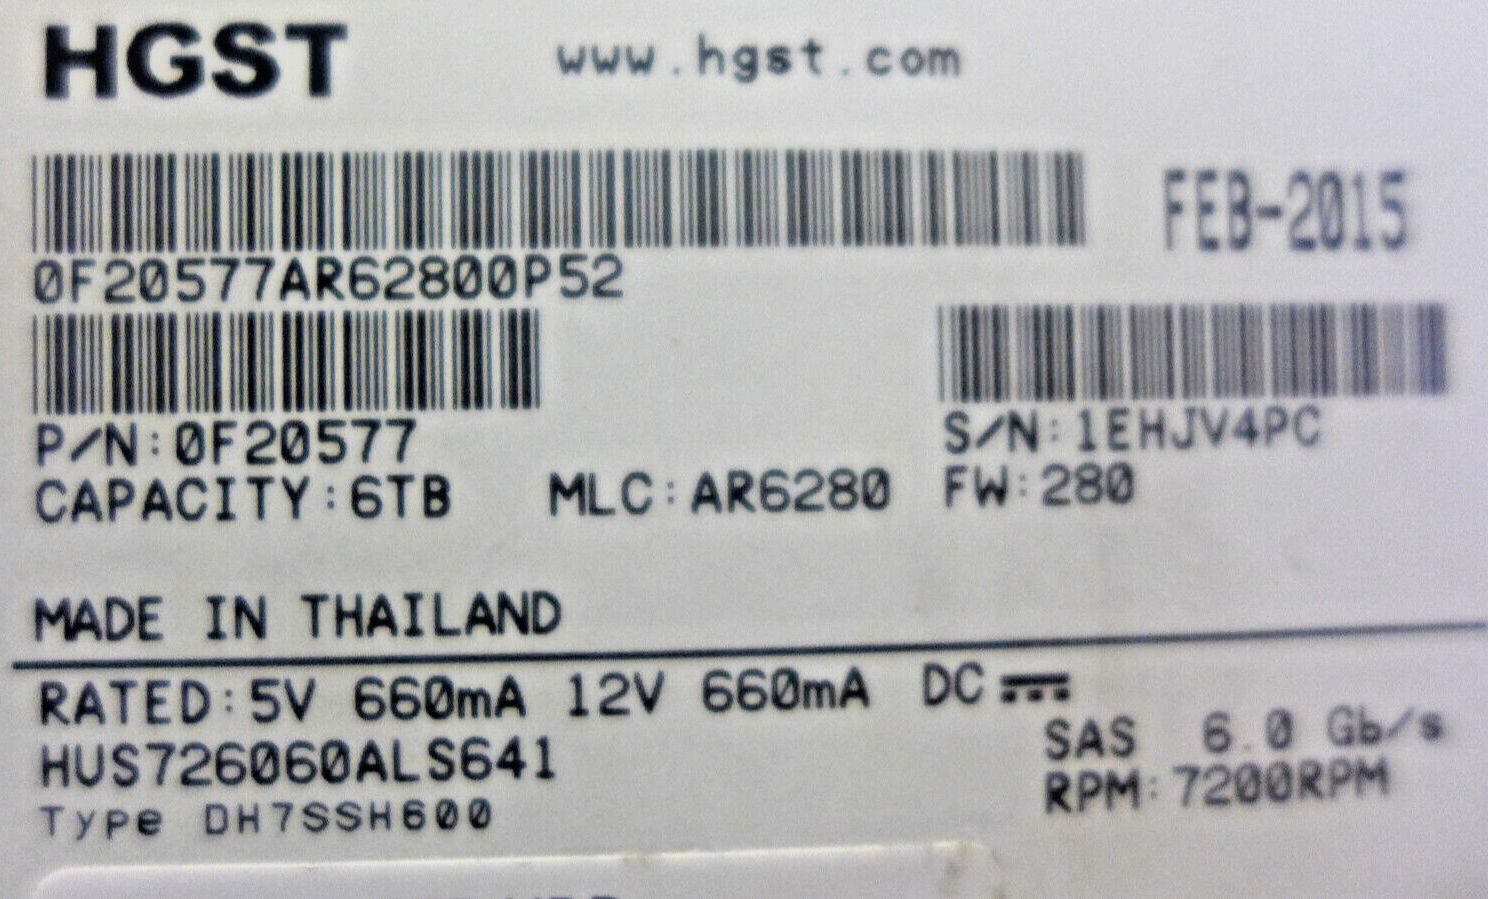 HGST www.hgst.com
FEB-2015
0F20577AR62800P52
P/N:0F20577
S/N:1EHJV4PC
CAPACITY:6TB MLC:AR6280 FW:280
MADE IN THAILAND
RATED:5V 660mA 12V 660mA DC
HUS726060ALS641
SAS 6.0 Gb/s
RPM:7200RPM
Type DH7SSH600